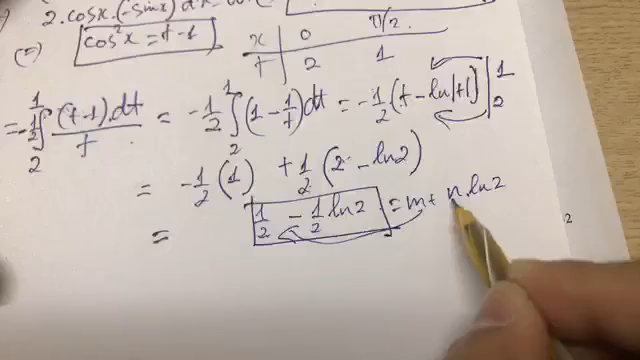 2.cosx.(-sinx)dx
(=) cos²x = t-1
x | 0 π/2
t | 2 1
= -1/2 ∫₂¹ (t-1)dt/t = -1/2 ∫₂¹ (1 - 1/t)dt = -1/2 (t - ln|t|) |₂¹
= -1/2 (1) + 1/2 (2 - ln2)
= 1/2 - 1/2 ln2 = m + n.ln2
2